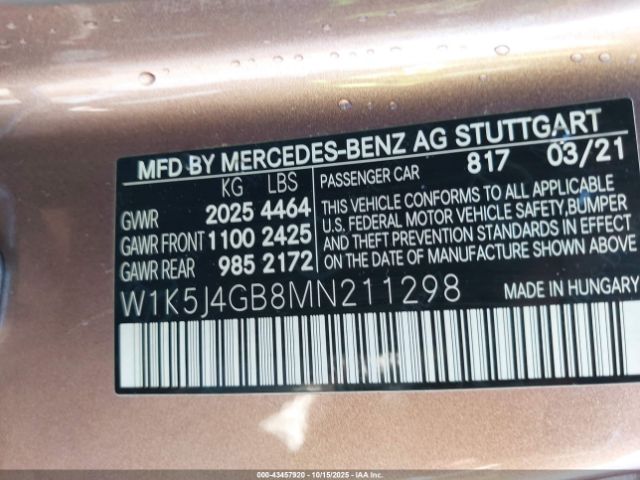 MFD BY MERCEDES-BENZ AG STUTTGART
KG LBS PASSENGER CAR 817 03/21
GVWR 2025 4464
GAWR FRONT 1100 2425
GAWR REAR 985 2172
THIS VEHICLE CONFORMS TO ALL APPLICABLE
U.S. FEDERAL MOTOR VEHICLE SAFETY, BUMPER
AND THEFT PREVENTION STANDARDS IN EFFECT
ON THE DATE OF MANUFACTURE SHOWN ABOVE
W1K5J4GB8MN211298 MADE IN HUNGARY
000-43457920 - 10/15/2025 - IAA Inc.